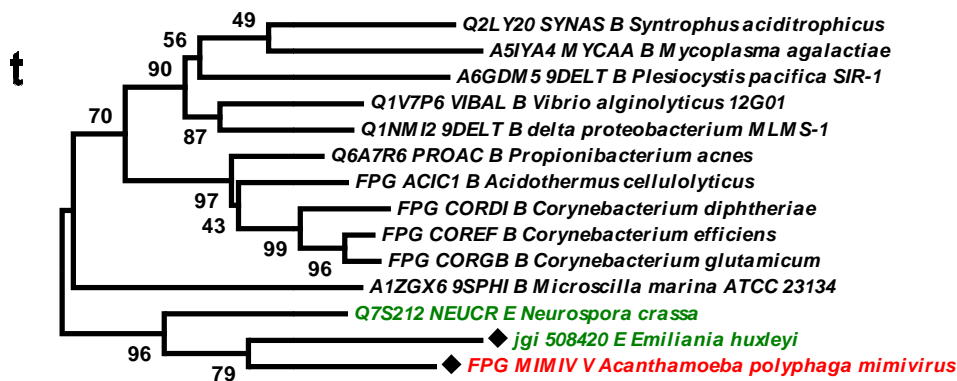 t
49
56
90
70
87
97
43
99
96
96
79
Q2LY20 SYNAS B Syntrophus aciditrophicus
A5IYA4 MYCAA B Mycoplasma agalactiae
A6GDM5 9DELT B Plesiocystis pacifica SIR-1
Q1V7P6 VIBAL B Vibrio alginolyticus 12G01
Q1NMI2 9DELT B delta proteobacterium MLMS-1
Q6A7R6 PROAC B Propionibacterium acnes
FPG ACIC1 B Acidothermus cellulolyticus
FPG CORDI B Corynebacterium diphtheriae
FPG COREF B Corynebacterium efficiens
FPG CORGB B Corynebacterium glutamicum
A1ZGX6 9SPHI B Microscilla marina ATCC 23134
Q7S212 NEUCR E Neurospora crassa
jgi 508420 E Emiliania huxleyi
FPG MIMIV V Acanthamoeba polyphaga mimivirus